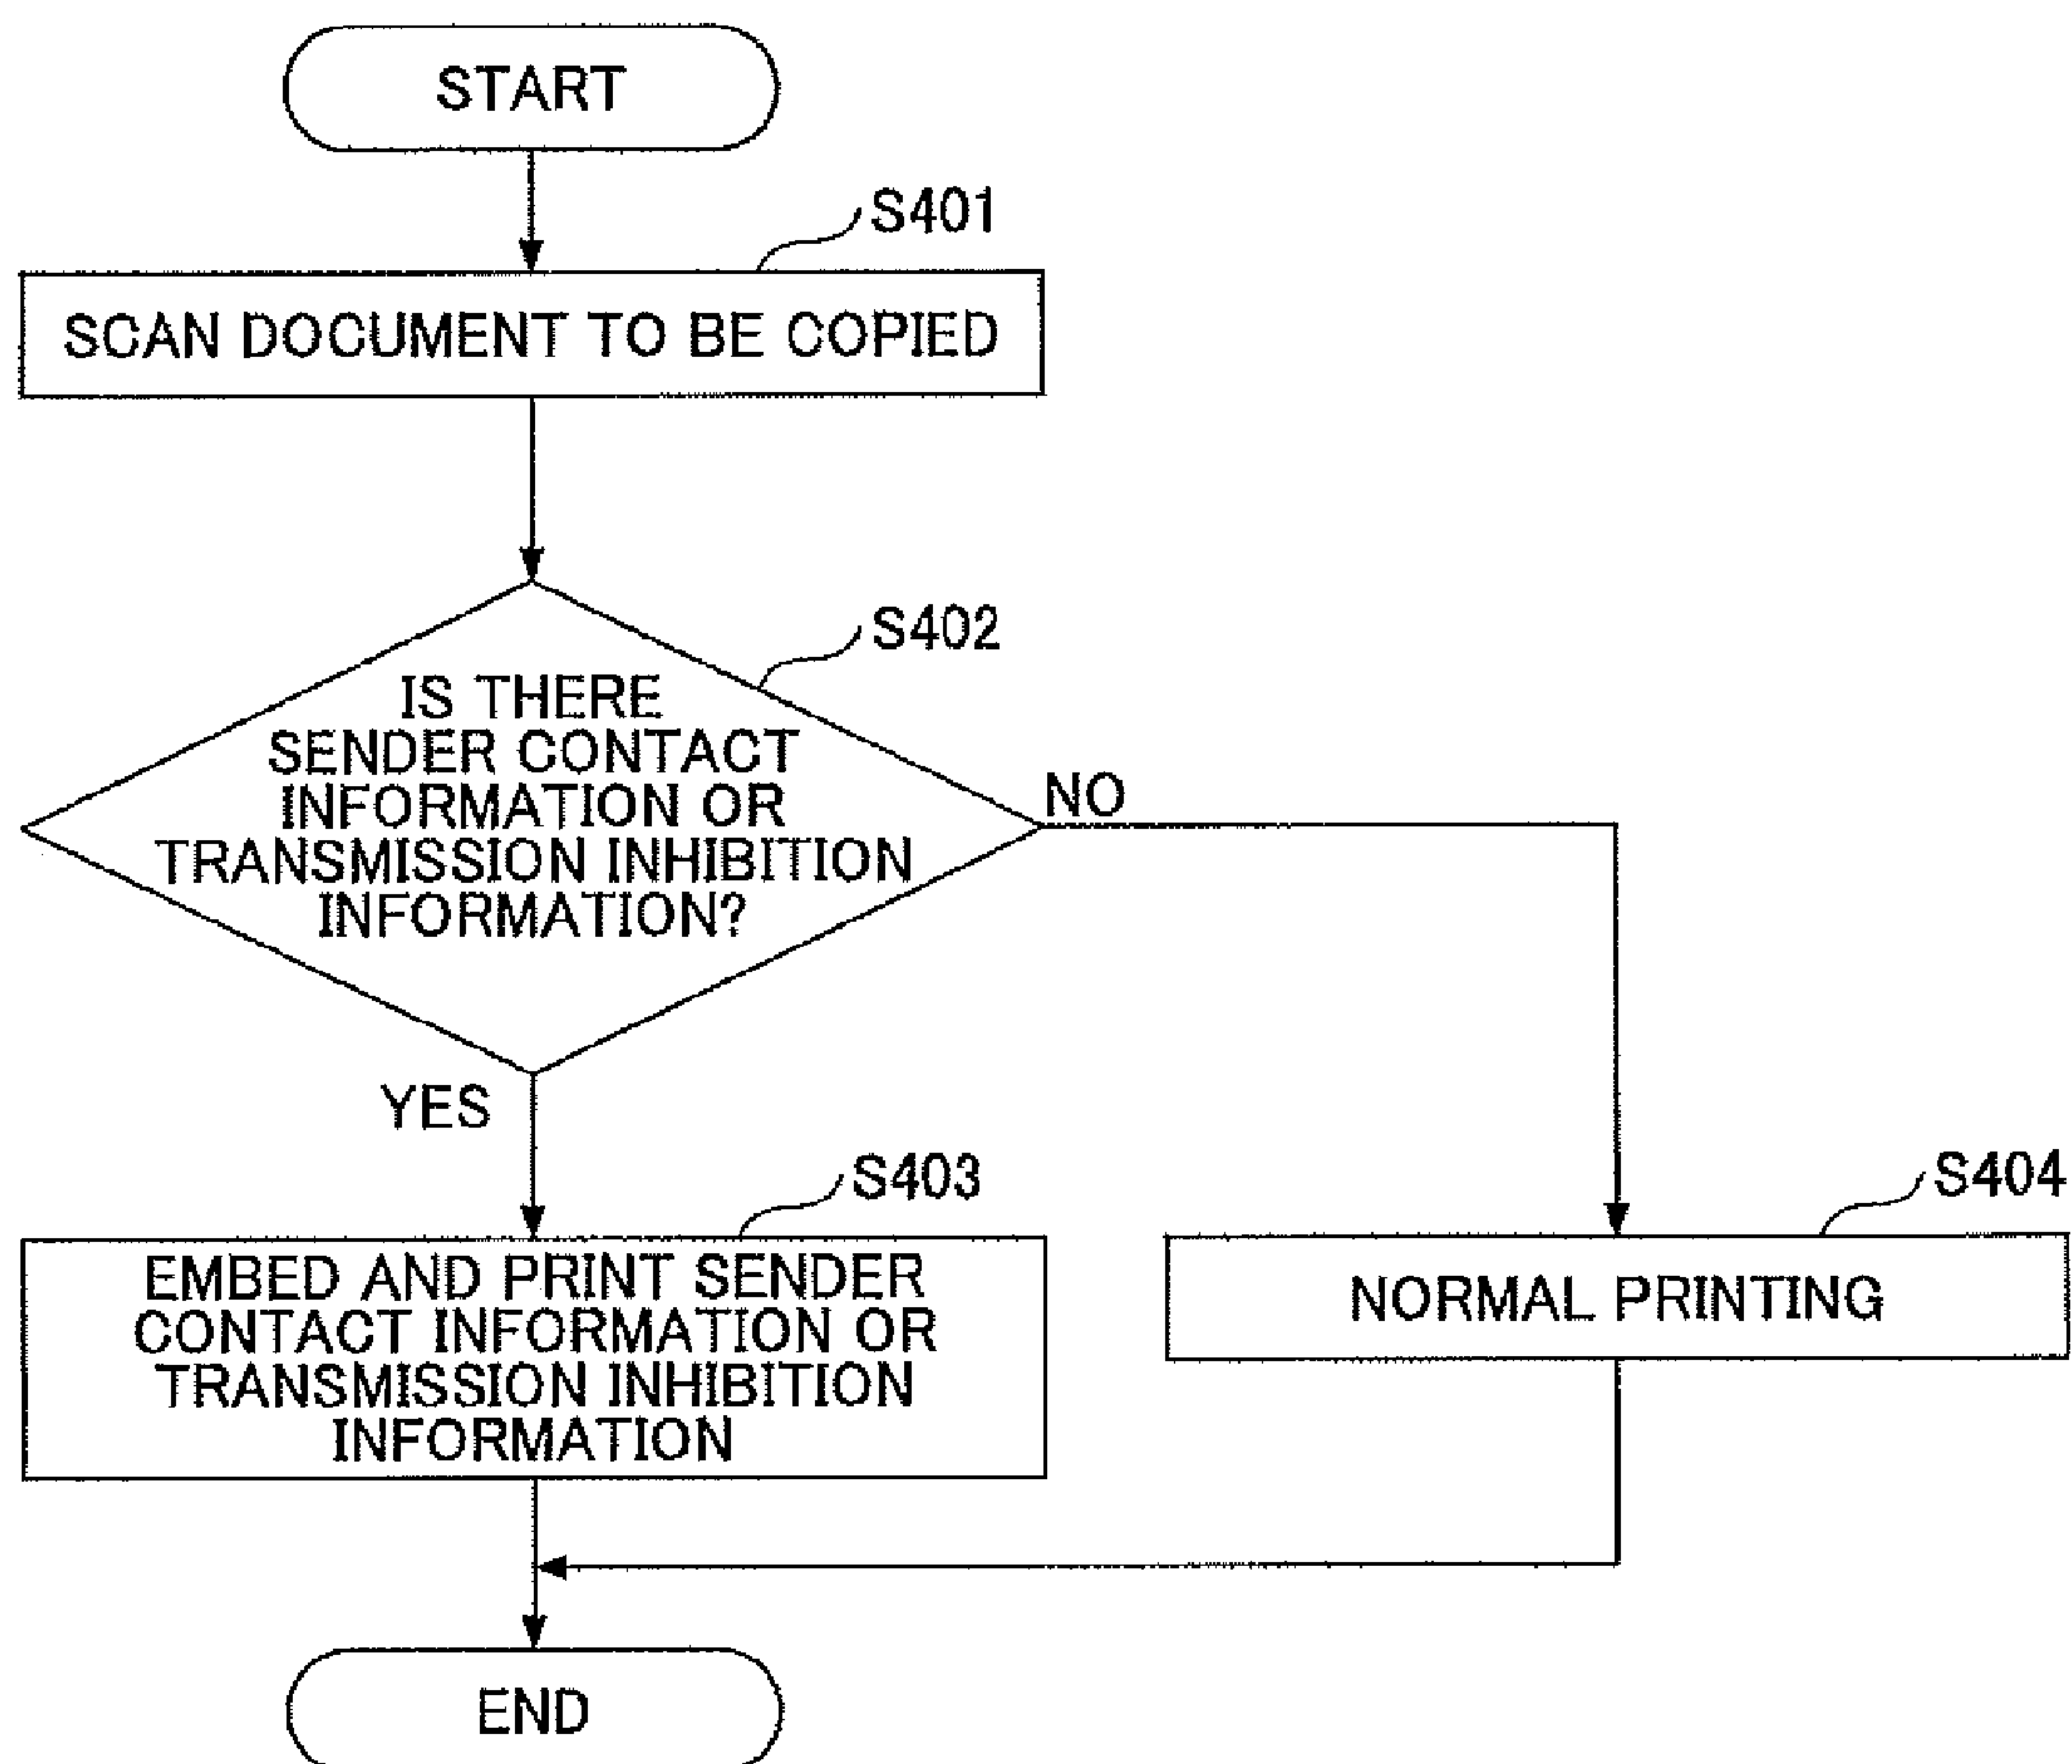 START
S401
SCAN DOCUMENT TO BE COPIED
S402
IS THERE
SENDER CONTACT
INFORMATION OR
TRANSMISSION INHIBITION
INFORMATION?
NO
YES
S403
EMBED AND PRINT SENDER
CONTACT INFORMATION OR
TRANSMISSION INHIBITION
INFORMATION
S404
NORMAL PRINTING
END